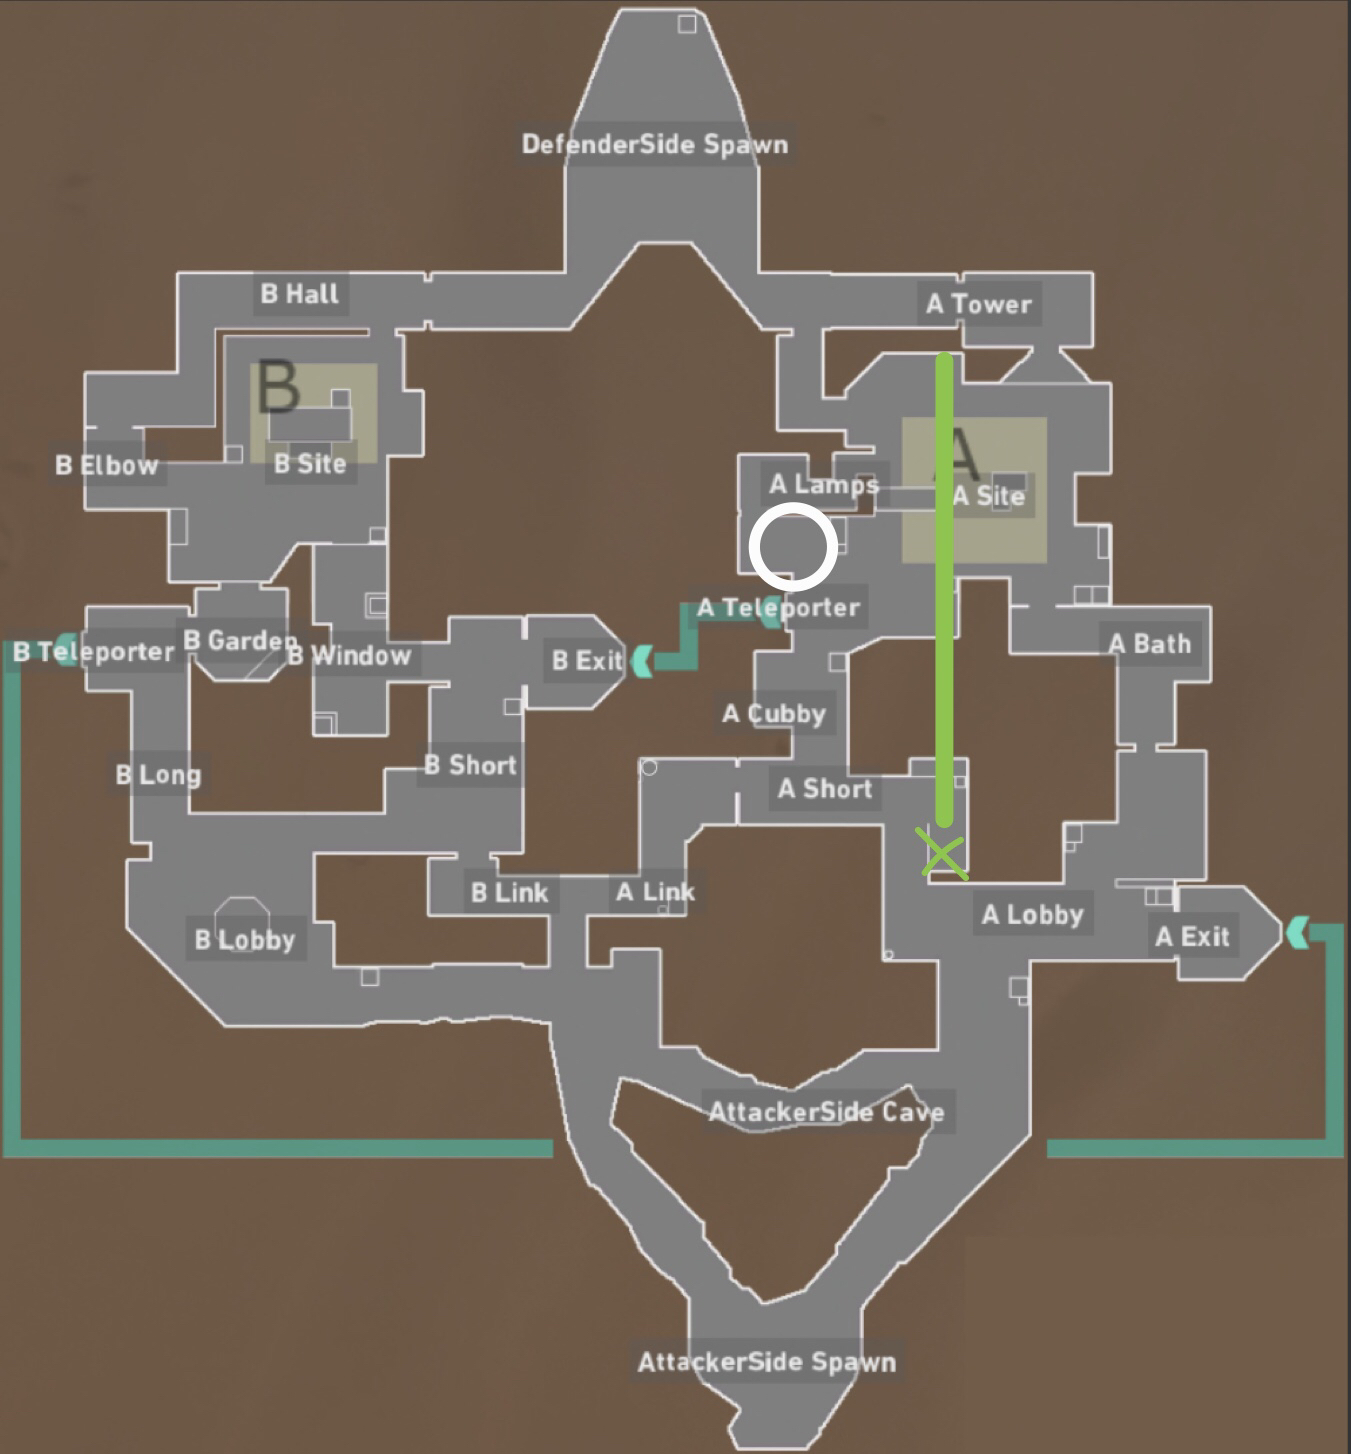 DefenderSide Spawn
B Hall
A Tower
B
A
B Elbow
B Site
A Lamps
A Site
A Teleporter
B Teleporter
B Garden
B Window
B Exit
A Bath
A Cubby
B Long
B Short
A Short
B Link
A Link
A Lobby
B Lobby
A Exit
AttackerSide Cave
AttackerSide Spawn